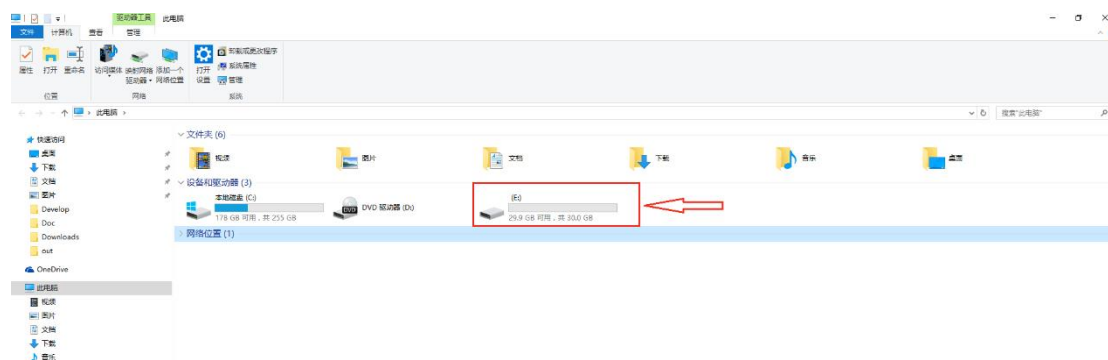 驱动器工具 此电脑
文件 计算机 查看 管理
属性 打开 重命名 访问媒体 映射网络驱动器 添加一个网络位置 打开设置 卸载或更改程序
系统属性
管理
位置 网络 系统
此电脑 搜索"此电脑"
快速访问
桌面
下载
文档
图片
Develop
Doc
Downloads
out
OneDrive
此电脑
视频
图片
文档
下载
音乐
文件夹 (6)
视频 图片 文档 下载 音乐 桌面
设备和驱动器 (3)
本地磁盘 (C:)
178 GB 可用，共 255 GB
DVD 驱动器 (D:)
(E:)
29.9 GB 可用，共 30.0 GB
网络位置 (1)